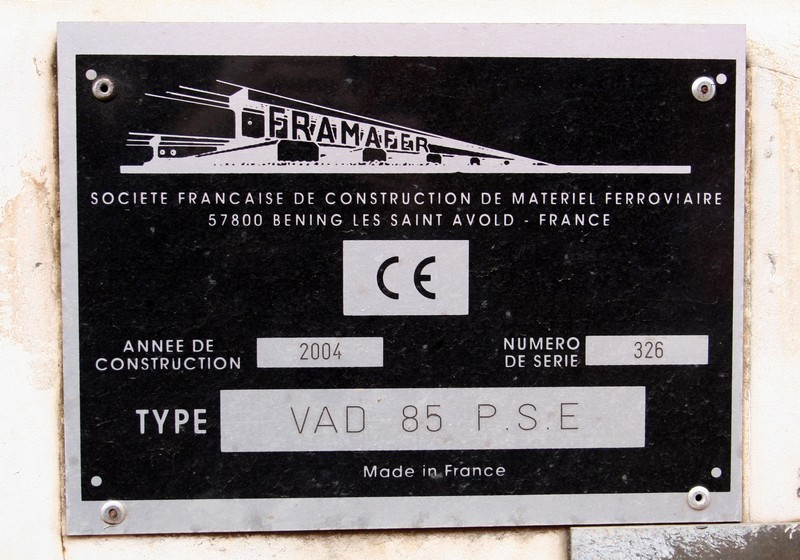 FRAMAFER
SOCIETE FRANCAISE DE CONSTRUCTION DE MATERIEL FERROVIAIRE
57800 BENING LES SAINT AVOLD - FRANCE
CE
ANNEE DE CONSTRUCTION 2004
NUMERO DE SERIE 326
TYPE VAD 85 P.S.E
Made in France